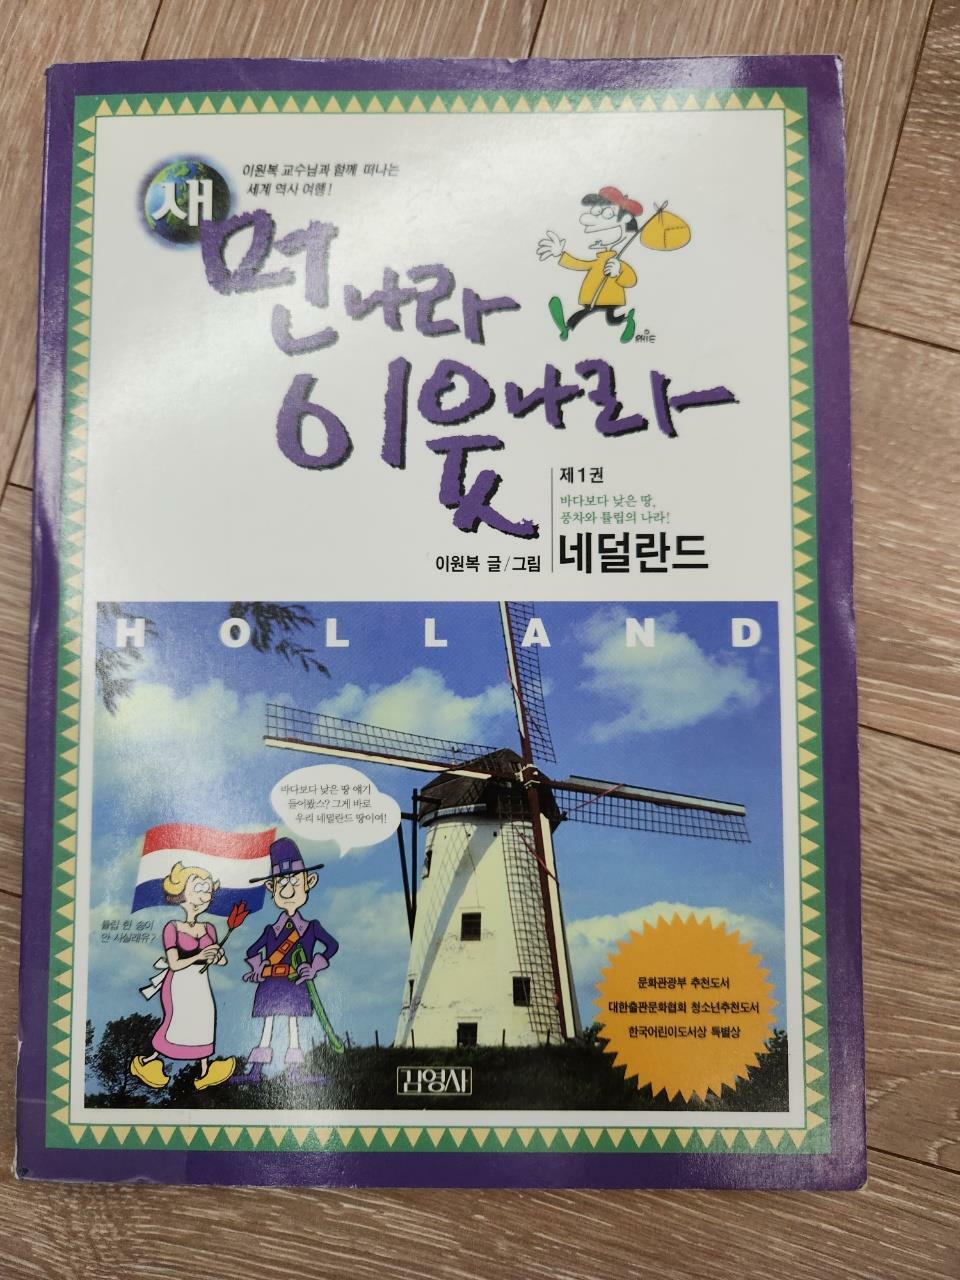 이원복 교수님과 함께 떠나는
세계 역사 여행!
새
먼나라
이웃나라
제1권
바다보다 낮은 땅,
풍차와 튤립의 나라!
이원복 글/그림
네덜란드
HOLLAND
바다보다 낮은 땅 얘기
들어봤스? 그게 바로
우리 네덜란드 땅이여!
튤립 한 송이
안 사실래유?
문화관광부 추천도서
대한출판문화협회 청소년추천도서
한국어린이도서상 특별상
김영사